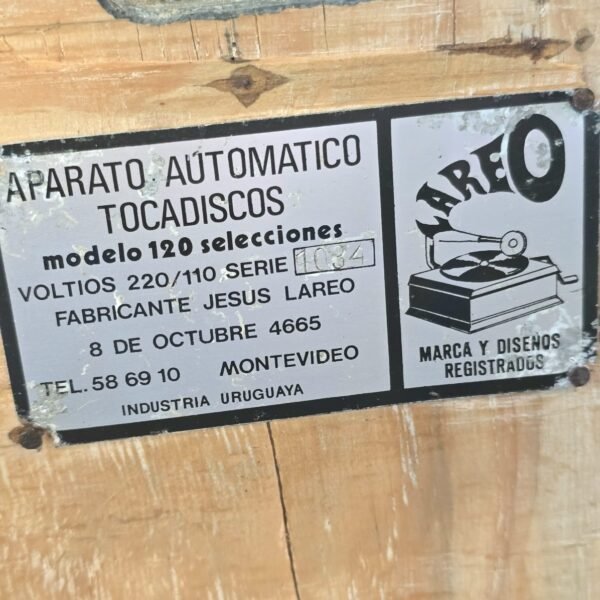 APARATO AUTOMATICO
TOCADISCOS
modelo 120 selecciones
VOLTIOS 220/110 SERIE 1034
FABRICANTE JESUS LAREO
8 DE OCTUBRE 4665
TEL. 58 69 10 MONTEVIDEO
INDUSTRIA URUGUAYA
LAREO
MARCA Y DISEÑOS
REGISTRADOS